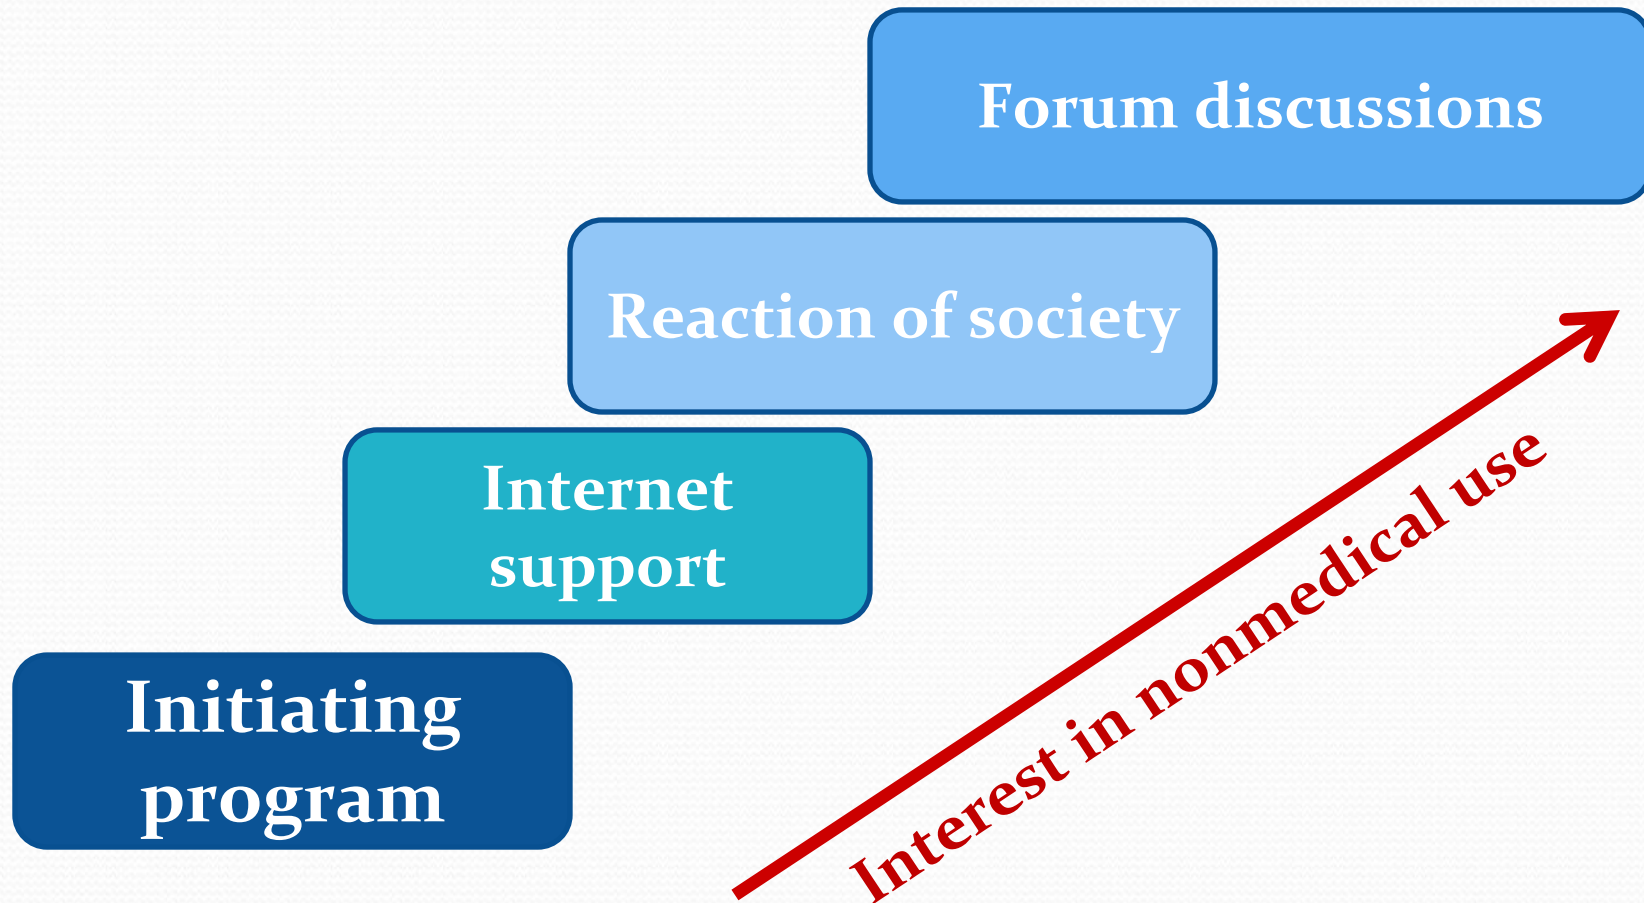 Forum discussions
Reaction of society
Internet
support
Initiating
program
Interest in nonmedical use